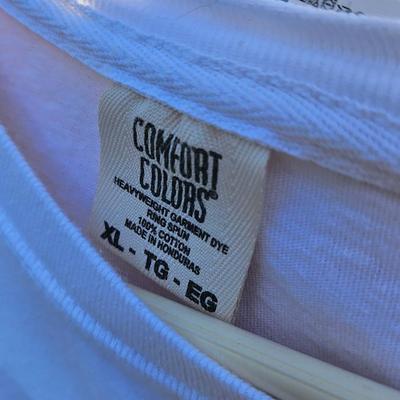 COMFORT
COLORS®
HEAVYWEIGHT GARMENT DYE
RING SPUN
100% COTTON
MADE IN HONDURAS
XL - TG - EG